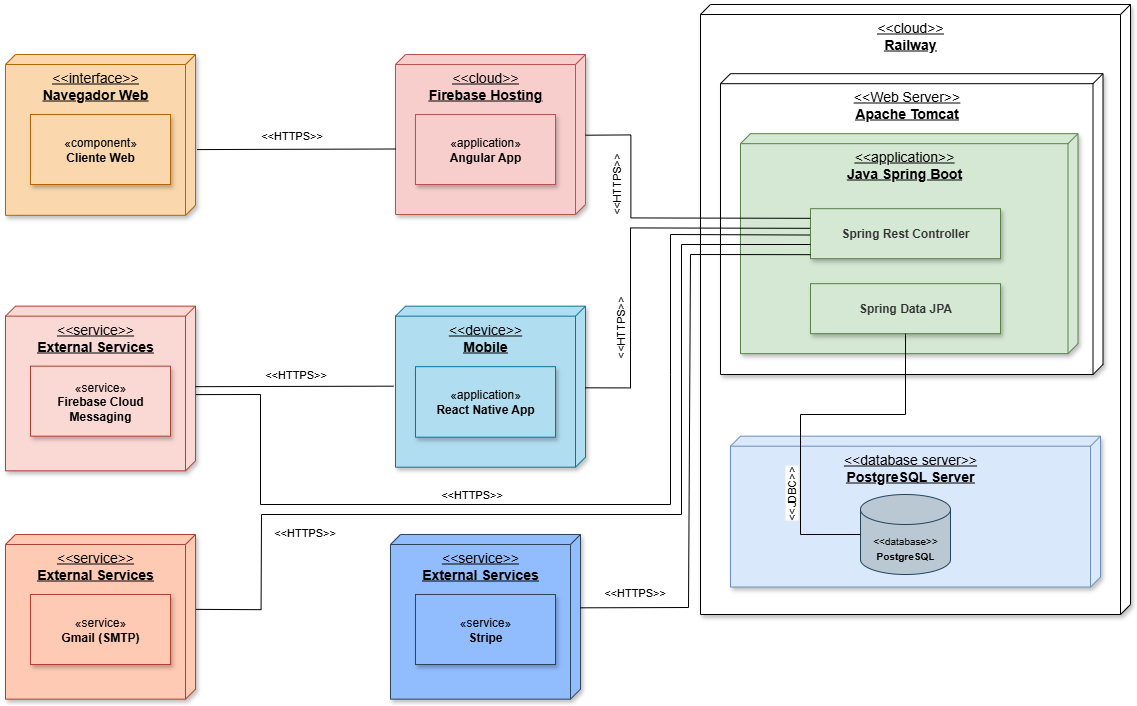 <<cloud>>
Railway
<<interface>>
Navegador Web
«component»
Cliente Web
<<HTTPS>>
<<cloud>>
Firebase Hosting
«application»
Angular App
<<HTTPS>>
<<Web Server>>
Apache Tomcat
<<application>>
Java Spring Boot
Spring Rest Controller
Spring Data JPA
<<service>>
External Services
«service»
Firebase Cloud
Messaging
<<HTTPS>>
<<device>>
Mobile
«application»
React Native App
<<HTTPS>>
<<HTTPS>>
<<JDBC>>
<<database server>>
PostgreSQL Server
<<database>>
PostgreSQL
<<service>>
External Services
«service»
Gmail (SMTP)
<<HTTPS>>
<<service>>
External Services
«service»
Stripe
<<HTTPS>>